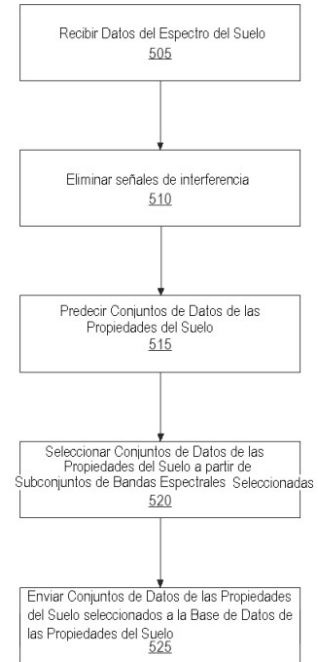 Recibir Datos del Espectro del Suelo
505
Eliminar señales de interferencia
510
Predecir Conjuntos de Datos de las
Propiedades del Suelo
515
Seleccionar Conjuntos de Datos de las
Propiedades del Suelo a partir de
Subconjuntos de Bandas Espectrales Seleccionadas
520
Enviar Conjuntos de Datos de las Propiedades
del Suelo seleccionados a la Base de Datos de
las Propiedades del Suelo
525